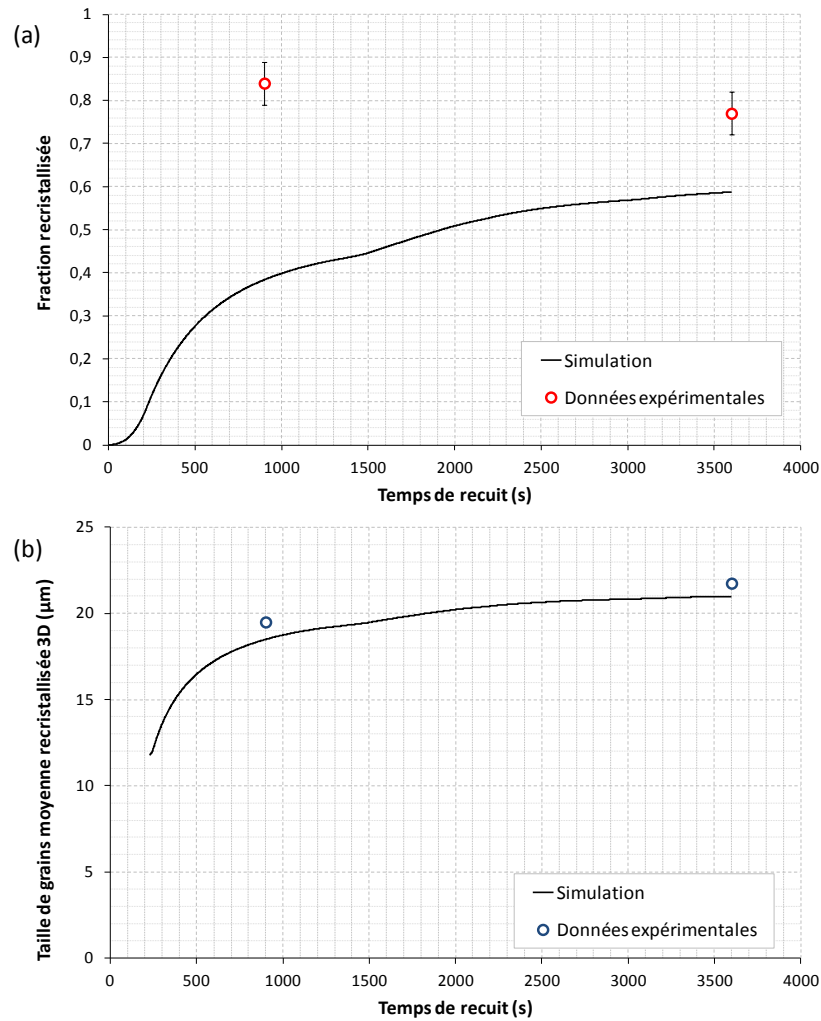 (a)
1
0,9
0,8
0,7
0,6
0,5
0,4
0,3
0,2
0,1
0
Fraction recristallisée
Simulation
Données expérimentales
0 500 1000 1500 2000 2500 3000 3500 4000
Temps de recuit (s)
(b)
25
20
15
10
5
0
Taille de grains moyenne recristallisée 3D (µm)
Simulation
Données expérimentales
0 500 1000 1500 2000 2500 3000 3500 4000
Temps de recuit (s)